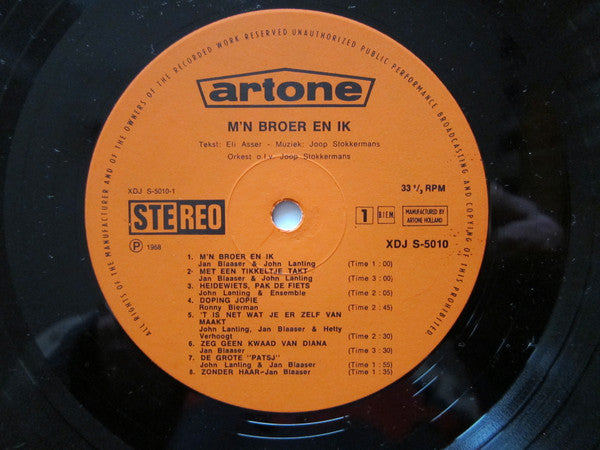 ALL RIGHTS OF THE MANUFACTURER AND OF THE OWNERS OF THE RECORDED WORK RESERVED UNAUTHORIZED PUBLIC PERFORMANCE BROADCASTING AND COPYING OF THIS RECORD PROHIBITED
artone
M'N BROER EN IK
Tekst: Eli Asser - Muziek: Joop Stokkermans
Orkest o.l.v. Joop Stokkermans
XDJ S-5010-1
33 1/3 RPM
STEREO
1
BIEM
MANUFACTURED BY
ARTONE HOLLAND
P 1968
XDJ S-5010
1. M'N BROER EN IK
Jan Blaaser & John Lanting (Time 1 : 00)
2. MET EEN TIKKELTJE TAKT
Jan Blaaser & John Lanting (Time 3 : 00)
3. HEIDEWIETS, PAK DE FIETS
John Lanting & Ensemble (Time 2 : 05)
4. DOPING JOPIE
Ronny Bierman (Time 2 : 45)
5. 'T IS NET WAT JE ER ZELF VAN
MAAKT
John Lanting, Jan Blaaser & Hetty
Verhoogt (Time 2 : 30)
6. ZEG GEEN KWAAD VAN DIANA
Jan Blaaser (Time 3 : 30)
7. DE GROTE "PATSJ"
John Lanting & Jan Blaaser (Time 1 : 55)
8. ZONDER HAAR-Jan Blaaser (Time 1 : 35)